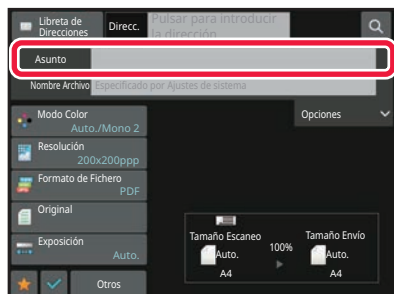 Libreta de
Direcciones
Direcc.
Pulsar para introducir
la dirección
Asunto
Nombre Archivo
Especificado por Ajustes de sistema
Modo Color
Auto./Mono 2
Opciones
Resolución
200x200ppp
Formato de Fichero
PDF
Original
Exposición
Auto.
Tamaño Escaneo
Auto.
A4
100%
Tamaño Envío
Auto.
A4
Otros